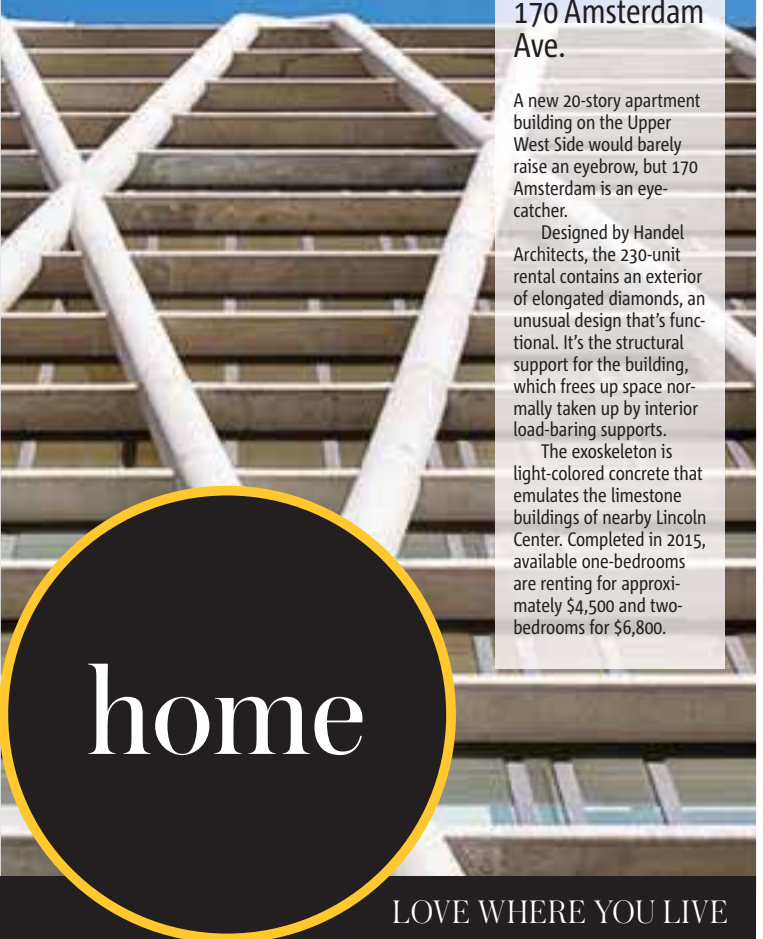 170 Amsterdam
Ave.
A new 20-story apartment
building on the Upper
West Side would barely
raise an eyebrow, but 170
Amsterdam is an eye-
catcher.
Designed by Handel
Architects, the 230-unit
rental contains an exterior
of elongated diamonds, an
unusual design that's func-
tional. It's the structural
support for the building,
which frees up space nor-
mally taken up by interior
load-baring supports.
The exoskeleton is
light-colored concrete that
emulates the limestone
buildings of nearby Lincoln
Center. Completed in 2015,
available one-bedrooms
are renting for approxi-
mately $4,500 and two-
bedrooms for $6,800.
home
LOVE WHERE YOU LIVE